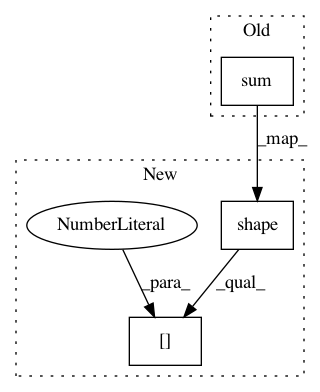 Old
sum
_map_
New
NumberLiteral
shape
_para_
_qual_
[]